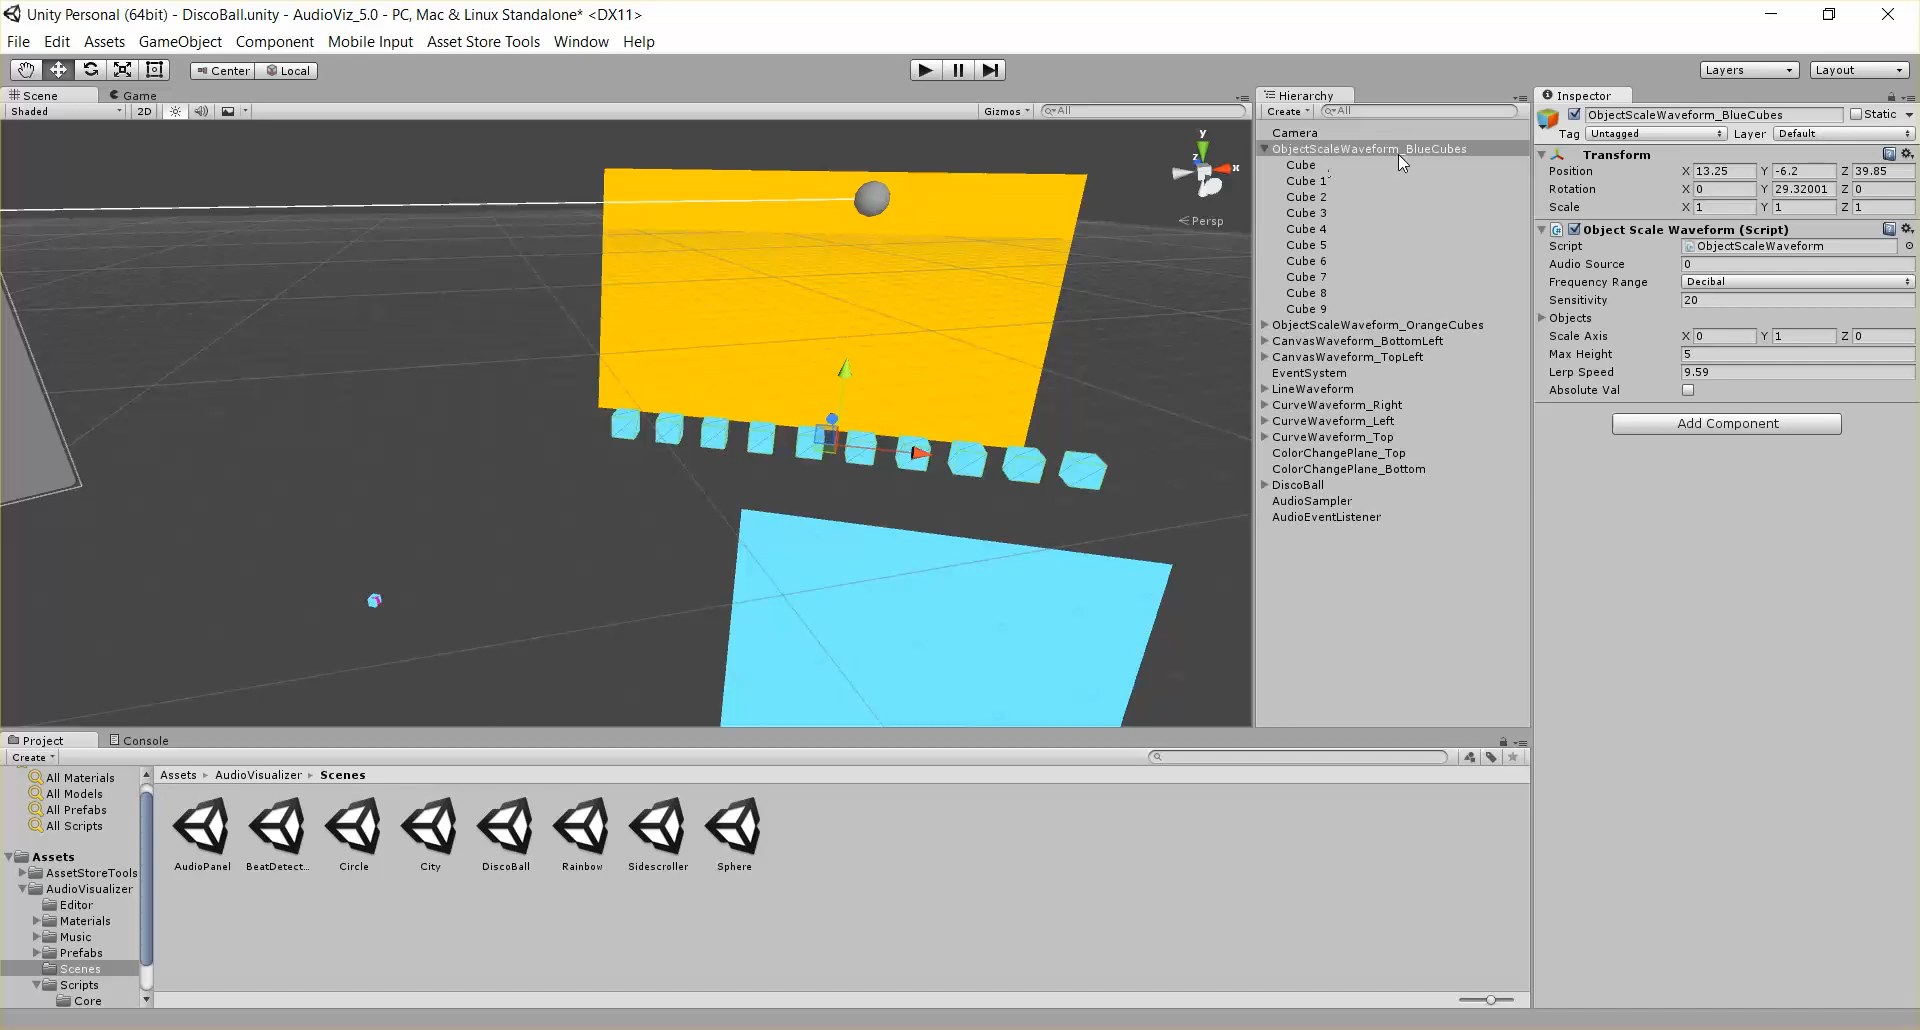 Unity Personal (64bit) - DiscoBall.unity - AudioViz_5.0 - PC, Mac & Linux Standalone* <DX11>
File Edit Assets GameObject Component Mobile Input Asset Store Tools Window Help
Center Local Layers Layout
Scene Game
Shaded 2D Gizmos All
y
z
x
Persp
Hierarchy
Create All
Camera
ObjectScaleWaveform_BlueCubes
Cube
Cube 1
Cube 2
Cube 3
Cube 4
Cube 5
Cube 6
Cube 7
Cube 8
Cube 9
ObjectScaleWaveform_OrangeCubes
CanvasWaveform_BottomLeft
CanvasWaveform_TopLeft
EventSystem
LineWaveform
CurveWaveform_Right
CurveWaveform_Left
CurveWaveform_Top
ColorChangePlane_Top
ColorChangePlane_Bottom
DiscoBall
AudioSampler
AudioEventListener
Inspector
ObjectScaleWaveform_BlueCubes Static
Tag Untagged Layer Default
Transform
Position X 13.25 Y -6.2 Z 39.85
Rotation X 0 Y 29.32001 Z 0
Scale X 1 Y 1 Z 1
Object Scale Waveform (Script)
Script ObjectScaleWaveform
Audio Source 0
Frequency Range Decibal
Sensitivity 20
Objects
Scale Axis X 0 Y 1 Z 0
Max Height 5
Lerp Speed 9.59
Absolute Val
Add Component
Project Console
Create
All Materials
All Models
All Prefabs
All Scripts
Assets
AssetStoreTools
AudioVisualizer
Editor
Materials
Music
Prefabs
Scenes
Scripts
Core
Assets AudioVisualizer Scenes
AudioPanel BeatDetect... Circle City DiscoBall Rainbow Sidescroller Sphere